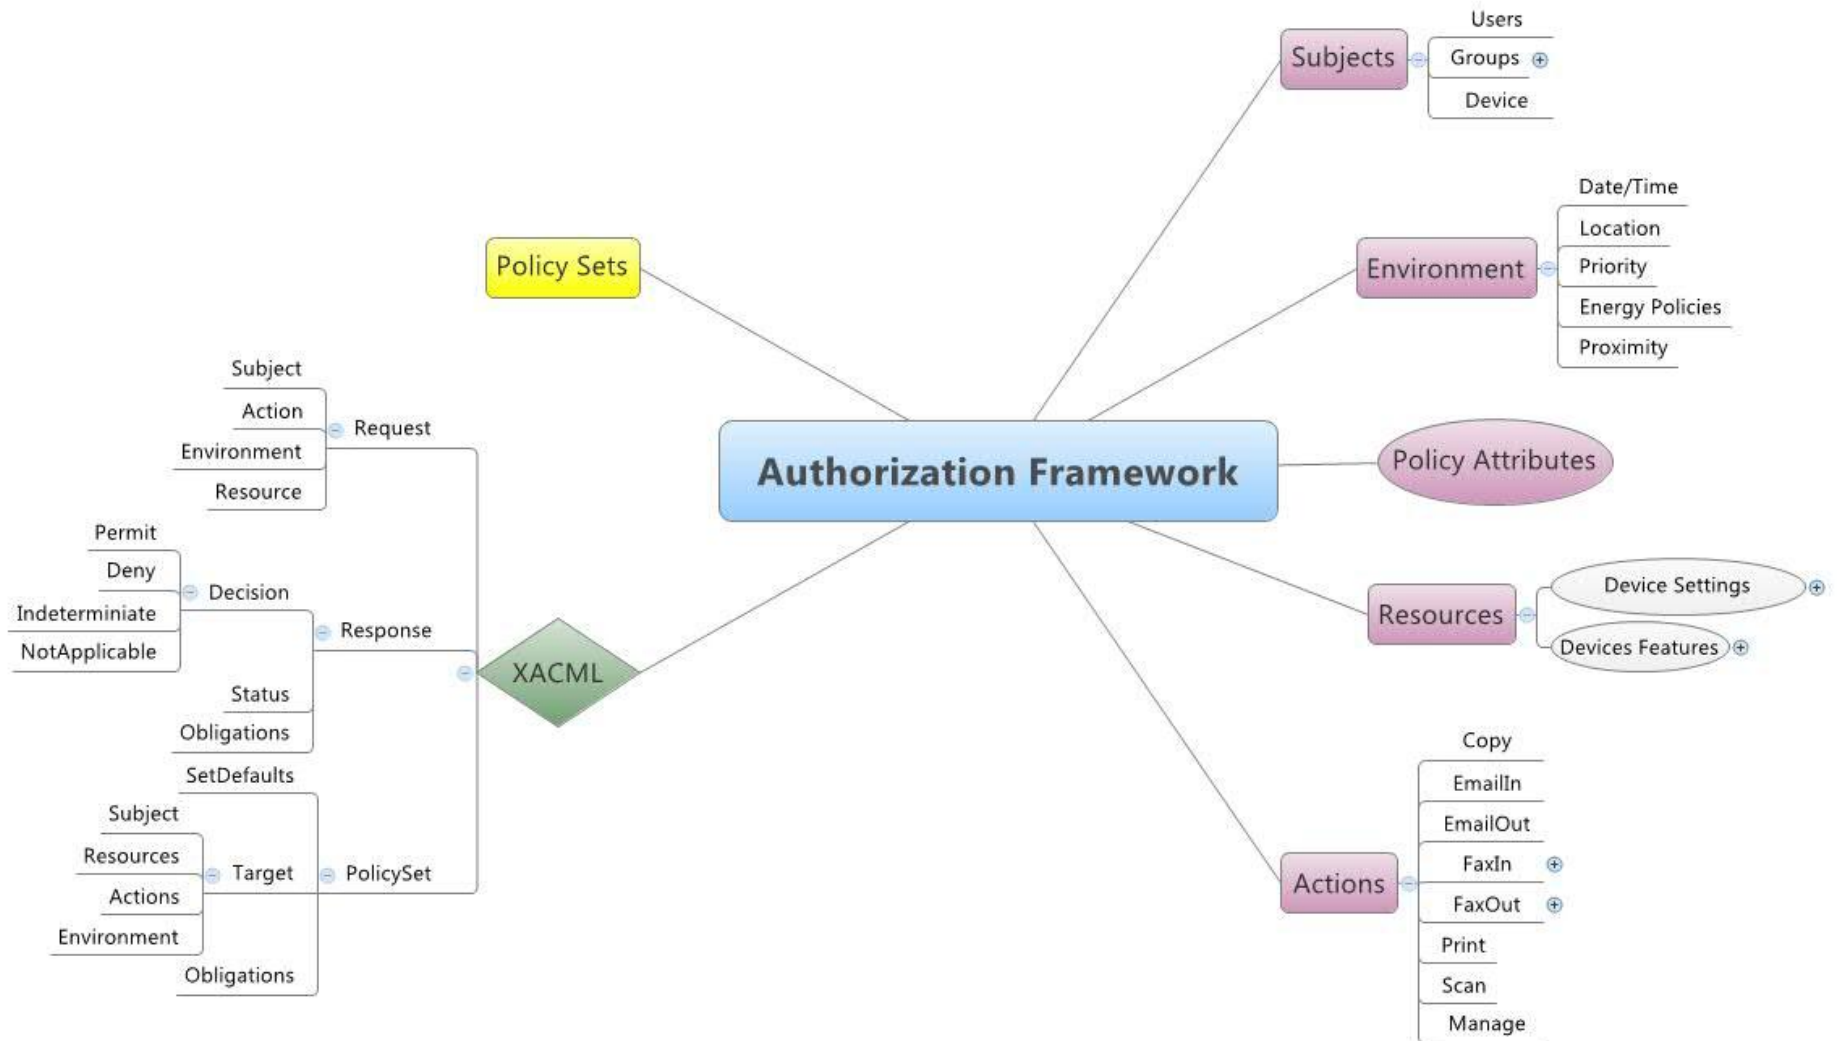 Users
Subjects
Groups
Device
Date/Time
Location
Environment
Priority
Energy Policies
Proximity
Policy Sets
Authorization Framework
Policy Attributes
Subject
Action
Request
Environment
Resource
Permit
Deny
Decision
Indeterminiate
NotApplicable
Response
Status
Obligations
XACML
SetDefaults
Subject
Resources
Target
PolicySet
Actions
Environment
Obligations
Resources
Device Settings
Devices Features
Copy
EmailIn
EmailOut
FaxIn
Actions
FaxOut
Print
Scan
Manage